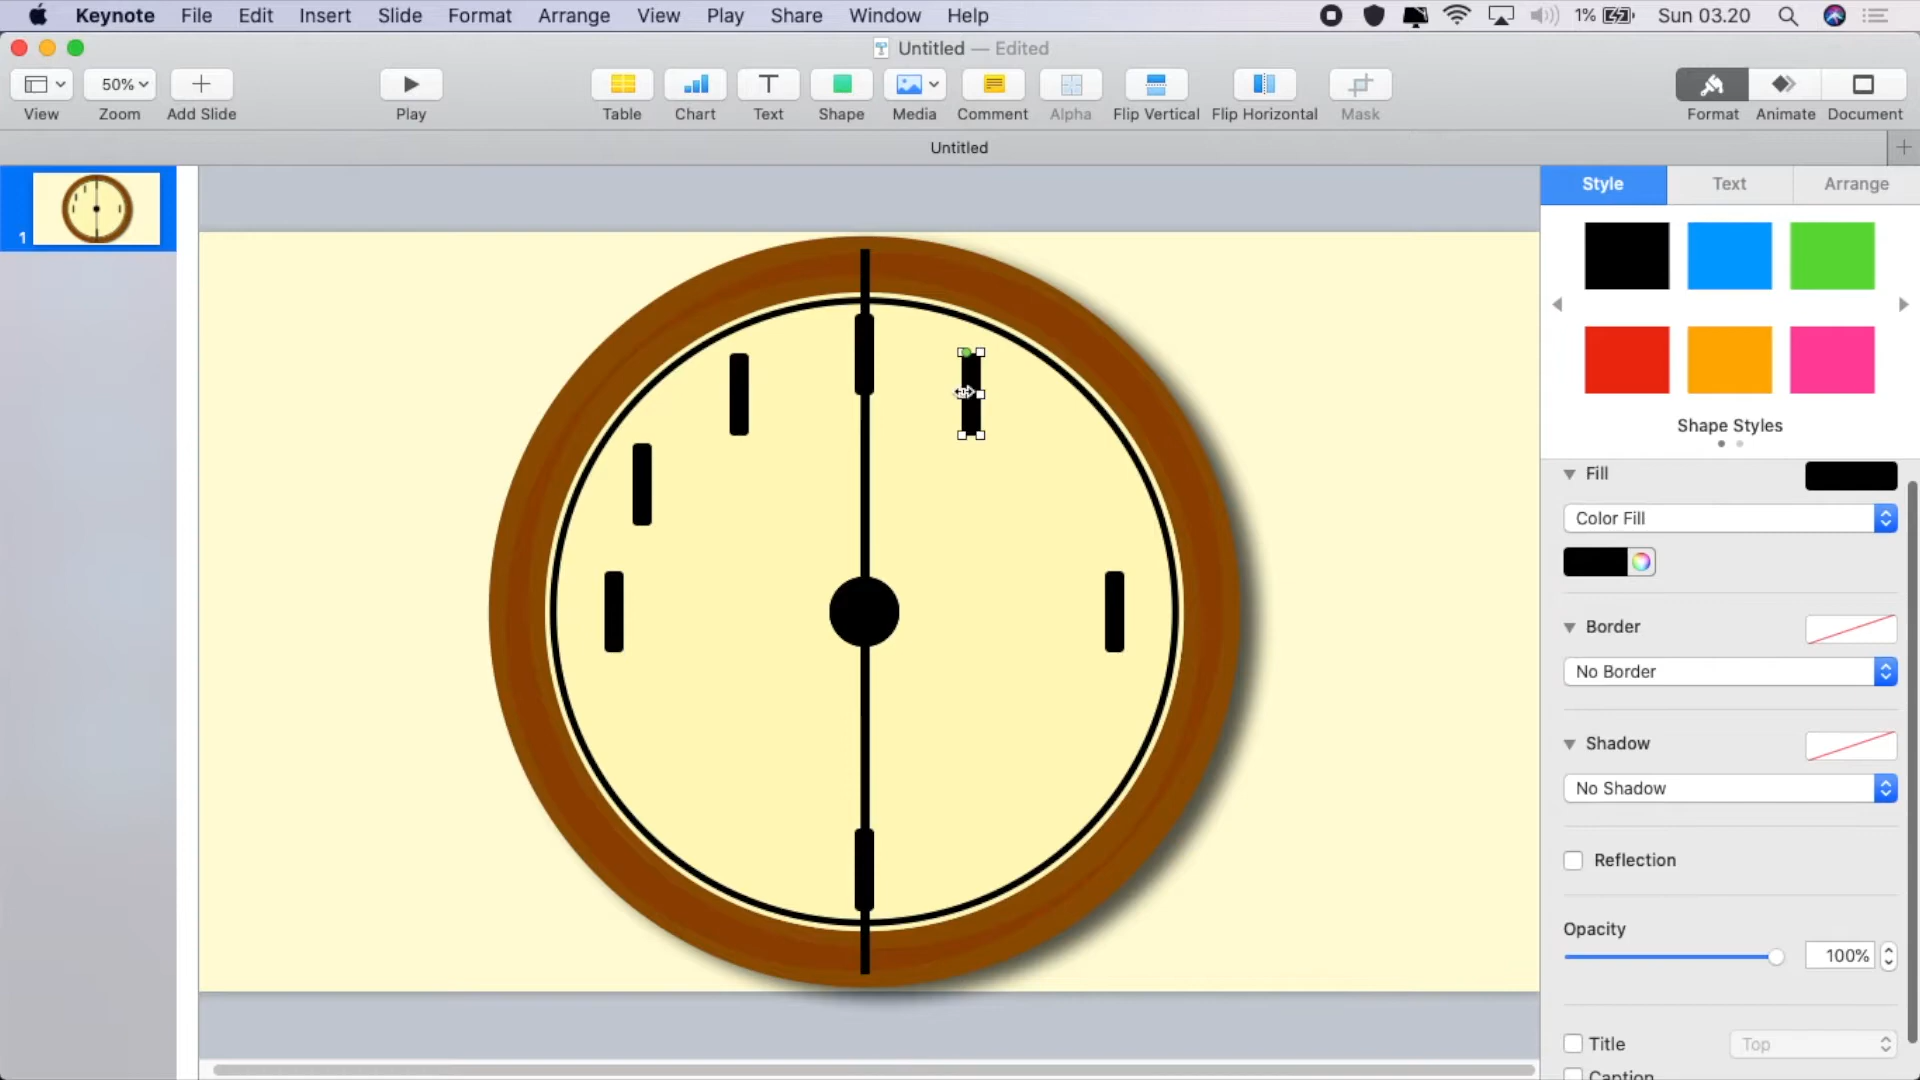 Keynote File Edit Insert Slide Format Arrange View Play Share Window Help 1% Sun 03.20
Untitled — Edited
50%
View Zoom Add Slide Play Table Chart Text Shape Media Comment Alpha Flip Vertical Flip Horizontal Mask Format Animate Document
Untitled
1
Style Text Arrange
Shape Styles
Fill
Color Fill
Border
No Border
Shadow
No Shadow
Reflection
Opacity
100%
Title Top
Caption